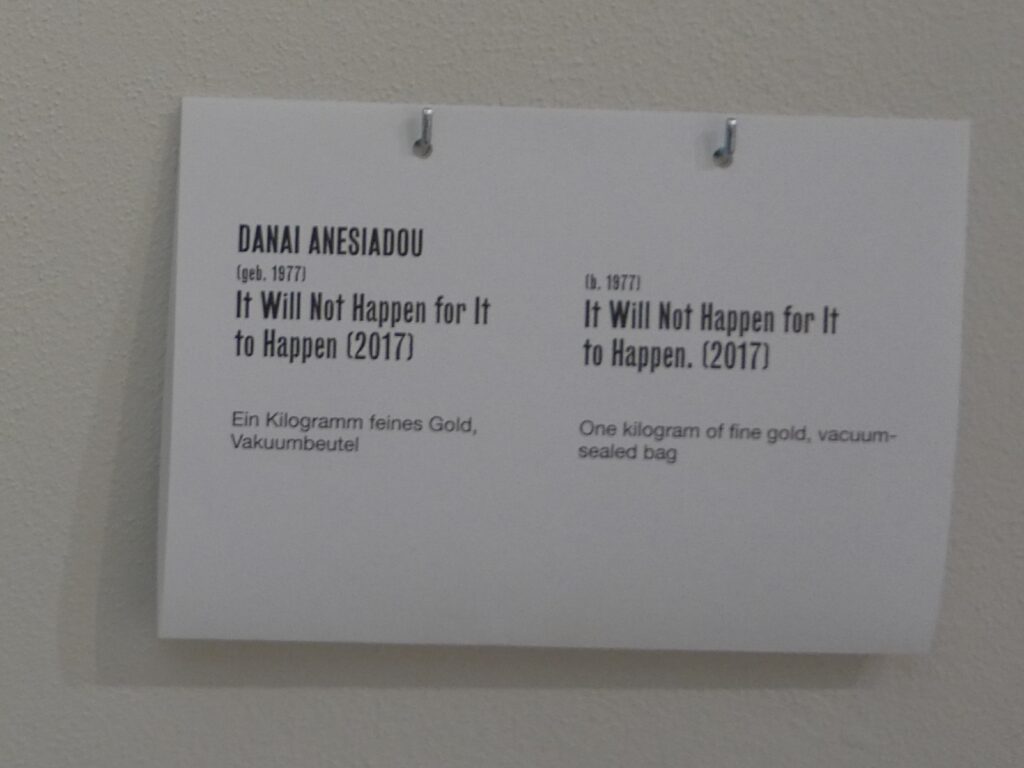 DANAI ANESIADOU
(geb. 1977)
It Will Not Happen for It
to Happen (2017)
Ein Kilogramm feines Gold,
Vakuumbeutel
(b. 1977)
It Will Not Happen for It
to Happen. (2017)
One kilogram of fine gold, vacuum-
sealed bag